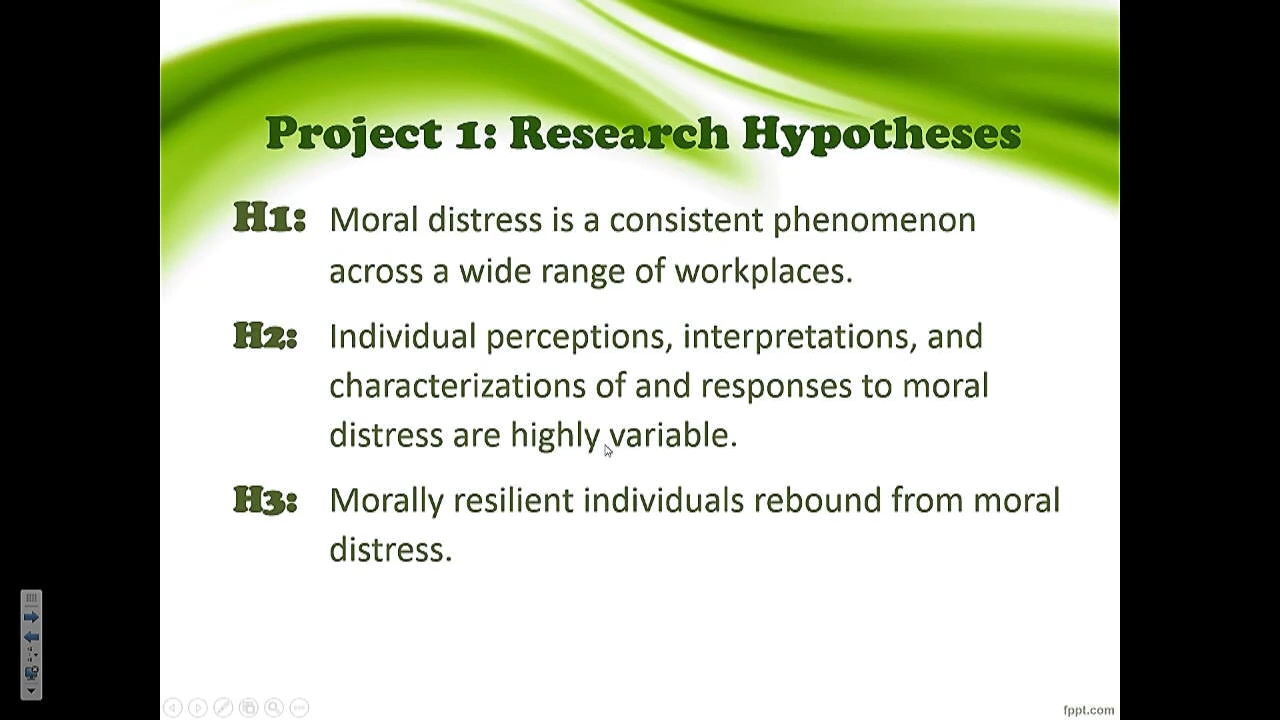 Project 1: Research Hypotheses
H1: Moral distress is a consistent phenomenon
across a wide range of workplaces.
H2: Individual perceptions, interpretations, and
characterizations of and responses to moral
distress are highly variable.
H3: Morally resilient individuals rebound from moral
distress.
fppt.com